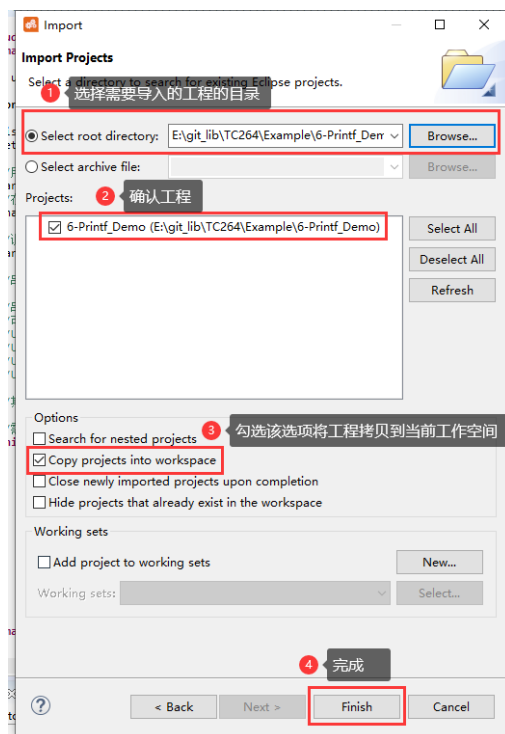 Import
Import Projects
Select a directory to search for existing Eclipse projects.
1 选择需要导入的工程的目录
Select root directory: E:\git_lib\TC264\Example\6-Printf_Der Browse...
Select archive file: Browse...
Projects: 2 确认工程
6-Printf_Demo (E:\git_lib\TC264\Example\6-Printf_Demo) Select All
Deselect All
Refresh
Options
Search for nested projects 3 勾选该选项将工程拷贝到当前工作空间
Copy projects into workspace
Close newly imported projects upon completion
Hide projects that already exist in the workspace
Working sets
Add project to working sets New...
Working sets: Select...
4 完成
? < Back Next > Finish Cancel